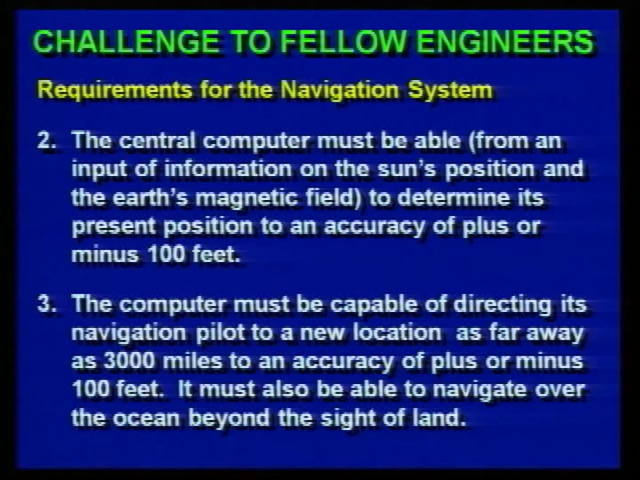 CHALLENGE TO FELLOW ENGINEERS
Requirements for the Navigation System
2. The central computer must be able (from an
input of information on the sun's position and
the earth's magnetic field) to determine its
present position to an accuracy of plus or
minus 100 feet.
3. The computer must be capable of directing its
navigation pilot to a new location as far away
as 3000 miles to an accuracy of plus or minus
100 feet. It must also be able to navigate over
the ocean beyond the sight of land.